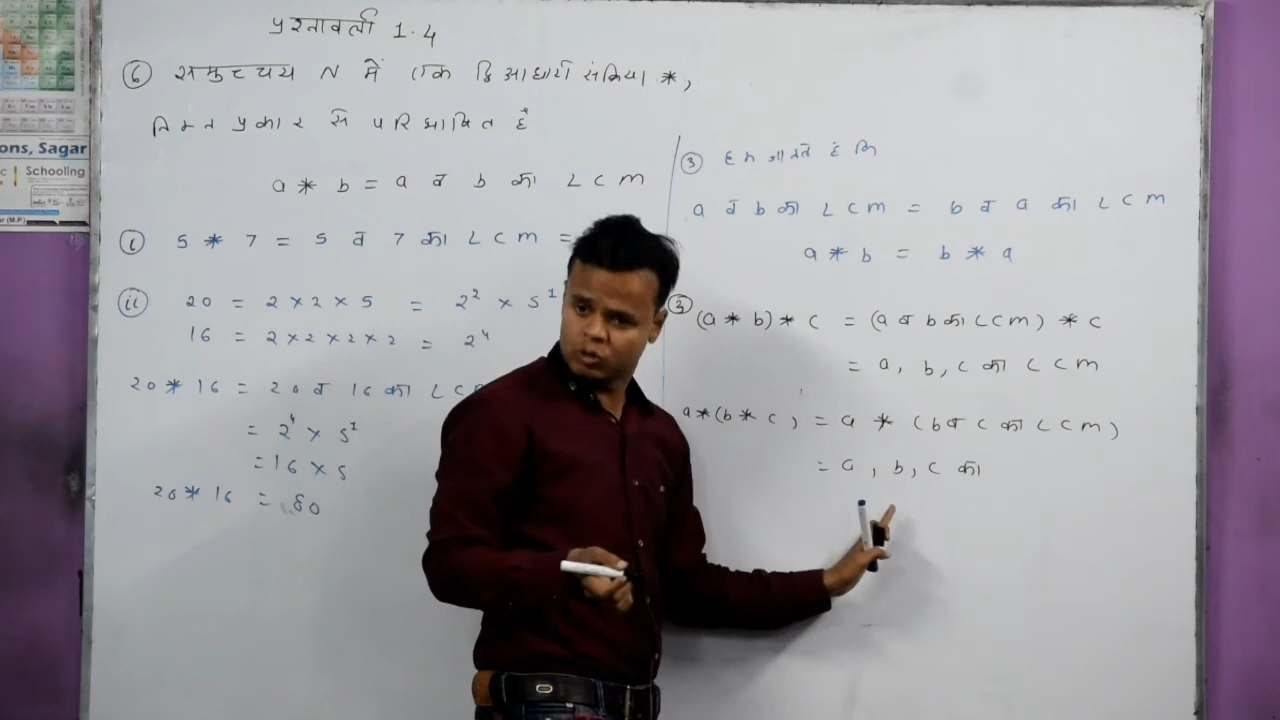 प्रश्नावली 1.4
⑥ समुच्चय N में एक द्विआधारी संक्रिया *,
निम्न प्रकार से परिभाषित है
a * b = a व b का LCM
ⓘ 5 * 7 = 5 व 7 का LCM =
(ii) 20 = 2 × 2 × 5 = 2² × 5¹
16 = 2 × 2 × 2 × 2 = 2⁴
20 * 16 = 20 व 16 का LC
= 2⁴ × 5¹
= 16 × 5
20 * 16 = 80
③ हम जानते हैं कि
a व b का LCM = b व a का LCM
a * b = b * a
③ (a * b) * c = (a व b का LCM) * c
= a, b, c का LCM
a * (b * c) = a * (b व c का LCM)
= a, b, c का
ons, Sagar
Schooling
ar (M.P.)